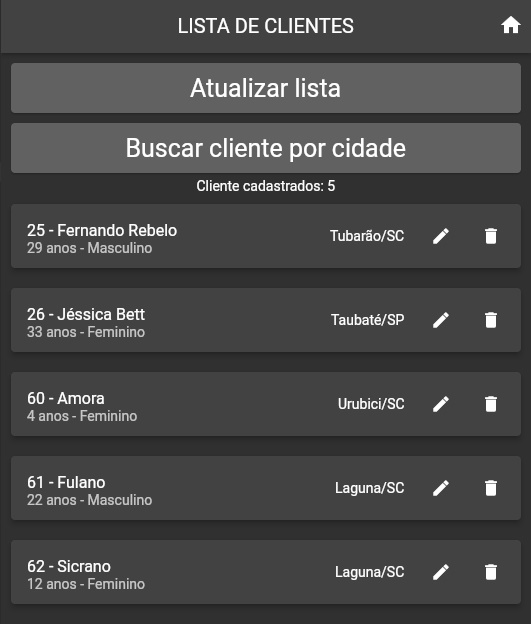 LISTA DE CLIENTES
Atualizar lista
Buscar cliente por cidade
Cliente cadastrados: 5
25 - Fernando Rebelo
29 anos - Masculino
Tubarão/SC
26 - Jéssica Bett
33 anos - Feminino
Taubaté/SP
60 - Amora
4 anos - Feminino
Urubici/SC
61 - Fulano
22 anos - Masculino
Laguna/SC
62 - Sicrano
12 anos - Feminino
Laguna/SC